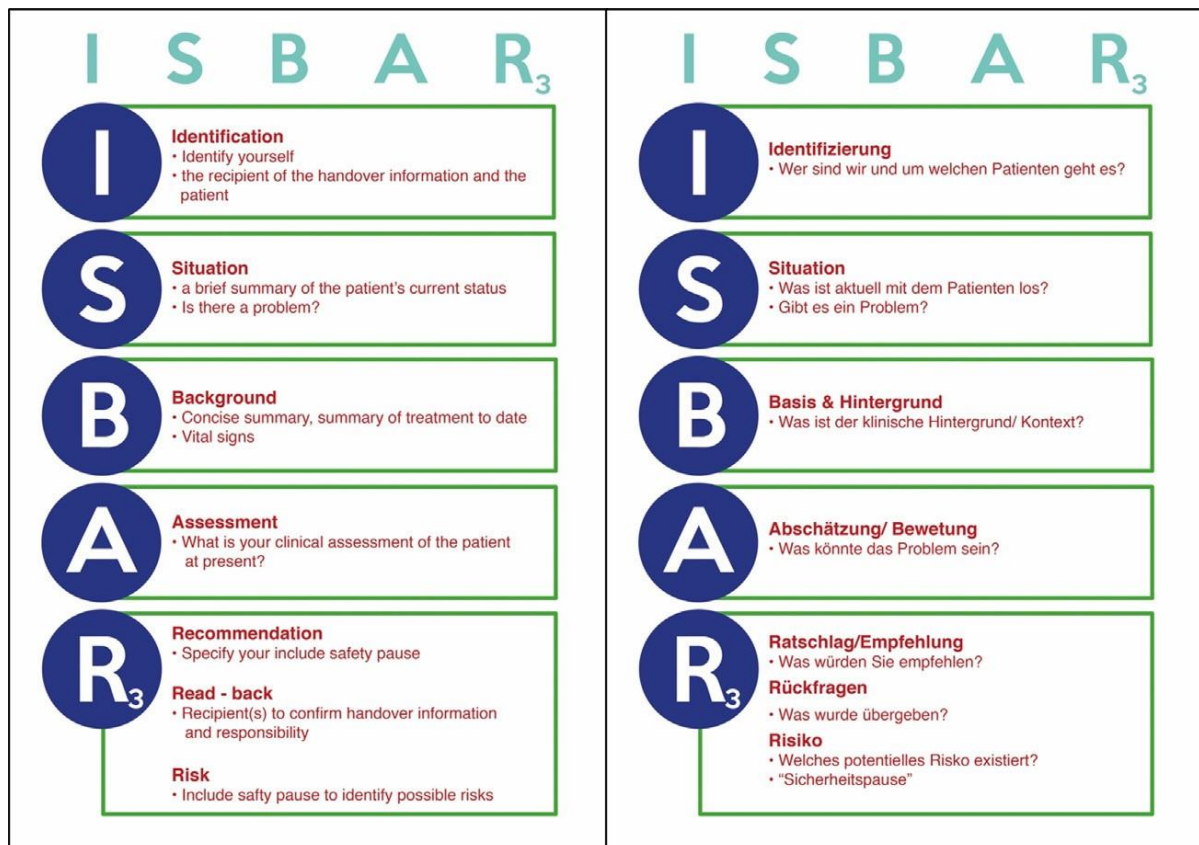 I S B A R3
I
Identification
• Identify yourself
• the recipient of the handover information and the
patient
S
Situation
• a brief summary of the patient's current status
• Is there a problem?
B
Background
• Concise summary, summary of treatment to date
• Vital signs
A
Assessment
• What is your clinical assessment of the patient
at present?
R3
Recommendation
• Specify your include safety pause
Read - back
• Recipient(s) to confirm handover information
and responsibility
Risk
• Include safty pause to identify possible risks
I S B A R3
I
Identifizierung
• Wer sind wir und um welchen Patienten geht es?
S
Situation
• Was ist aktuell mit dem Patienten los?
• Gibt es ein Problem?
B
Basis & Hintergrund
• Was ist der klinische Hintergrund/ Kontext?
A
Abschätzung/ Bewetung
• Was könnte das Problem sein?
R3
Ratschlag/Empfehlung
• Was würden Sie empfehlen?
Rückfragen
• Was wurde übergeben?
Risiko
• Welches potentielles Risko existiert?
• “Sicherheitspause”